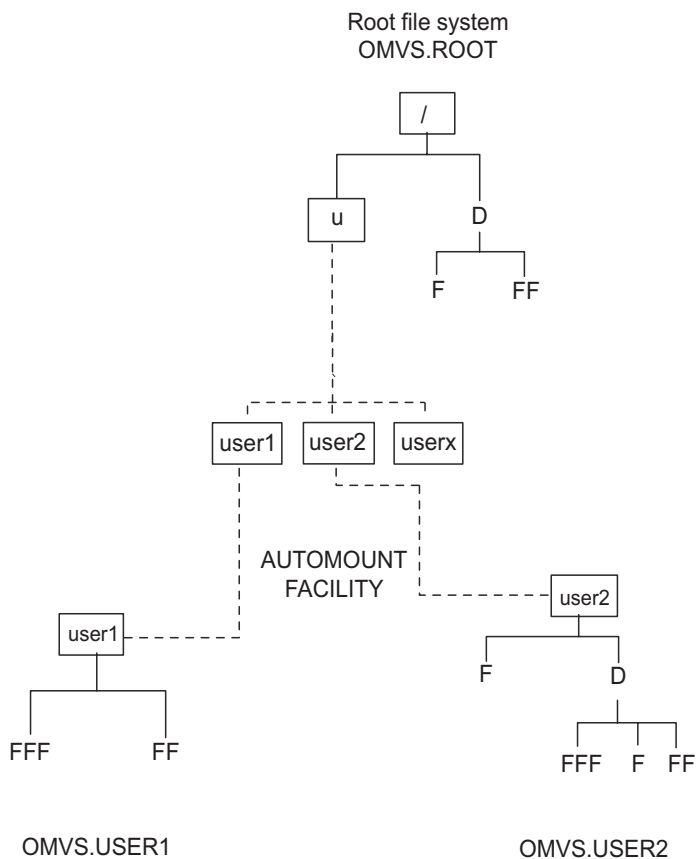 Root file system
OMVS.ROOT
/
u
D
F FF
user1 user2 userx
AUTOMOUNT
FACILITY
user2
user1
F D
FFF FF
FFF F FF
OMVS.USER1 OMVS.USER2